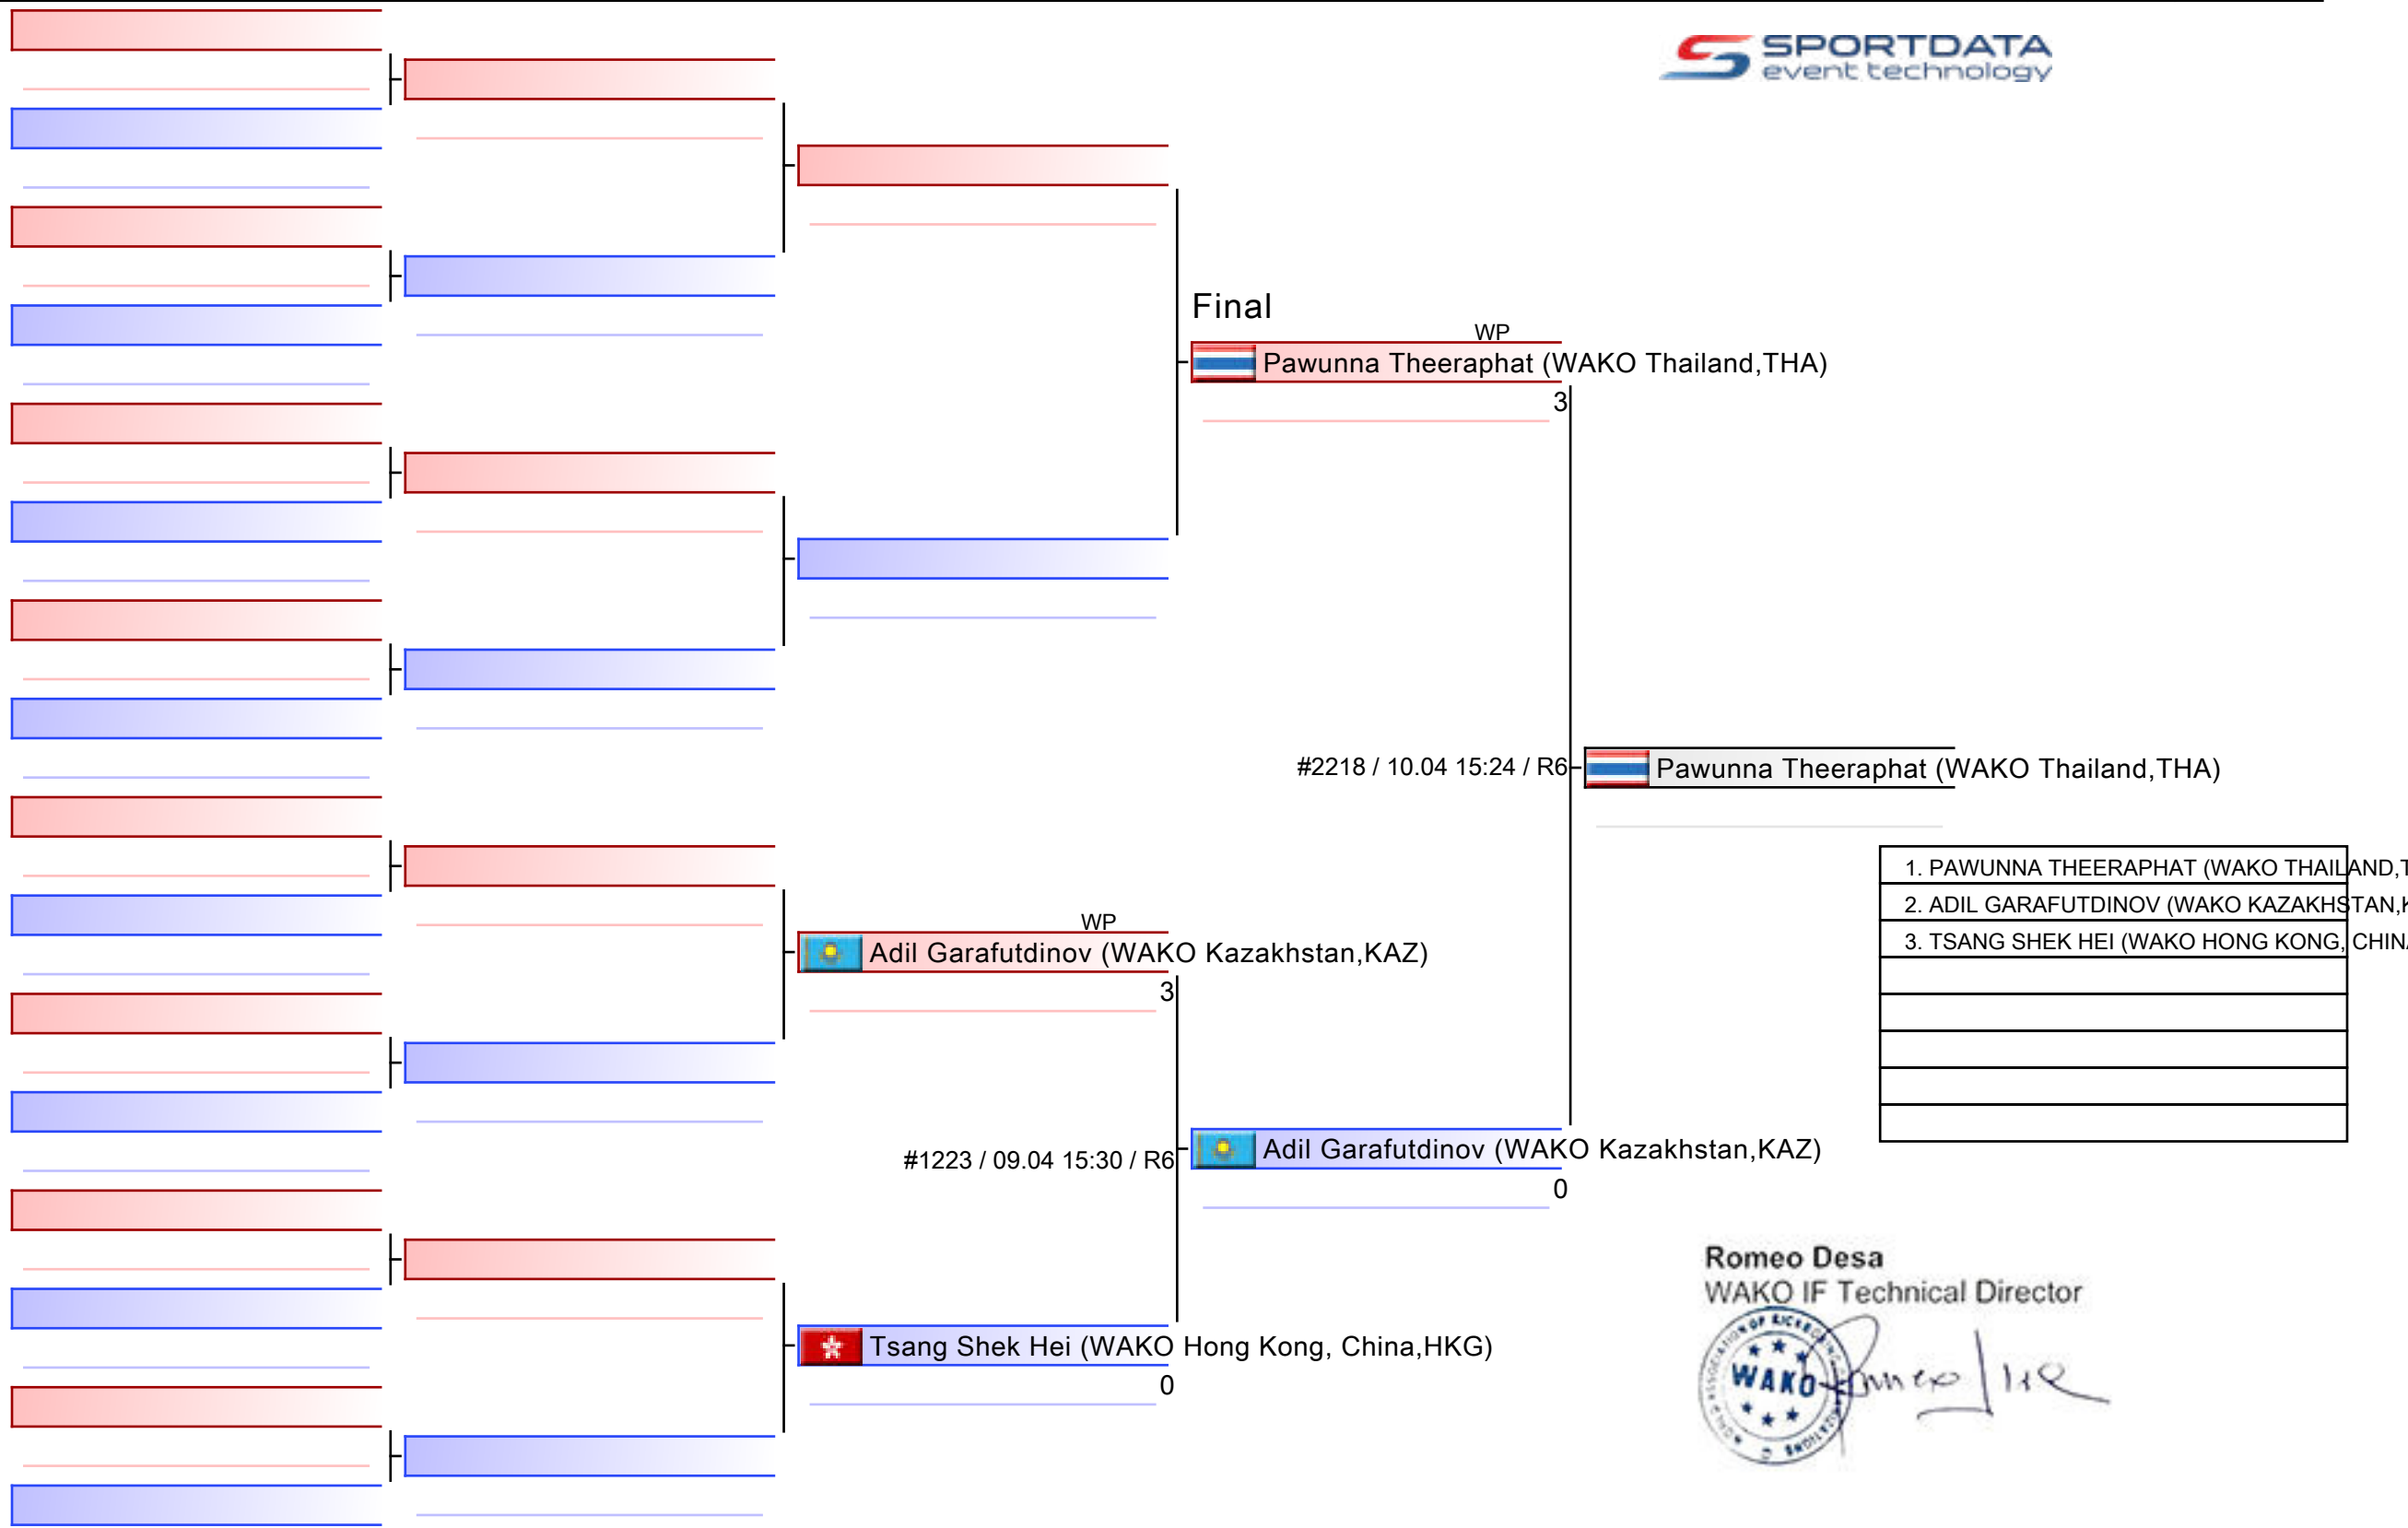 SPORTDATA
event technology
Final
WP
Pawunna Theeraphat (WAKO Thailand,THA)
3
#2218 / 10.04 15:24 / R6
Pawunna Theeraphat (WAKO Thailand,THA)
1. PAWUNNA THEERAPHAT (WAKO THAILAND,T
2. ADIL GARAFUTDINOV (WAKO KAZAKHSTAN,K
3. TSANG SHEK HEI (WAKO HONG KONG, CHINA
WP
Adil Garafutdinov (WAKO Kazakhstan,KAZ)
3
#1223 / 09.04 15:30 / R6
Adil Garafutdinov (WAKO Kazakhstan,KAZ)
0
Tsang Shek Hei (WAKO Hong Kong, China,HKG)
0
Romeo Desa
WAKO IF Technical Director
WAKO